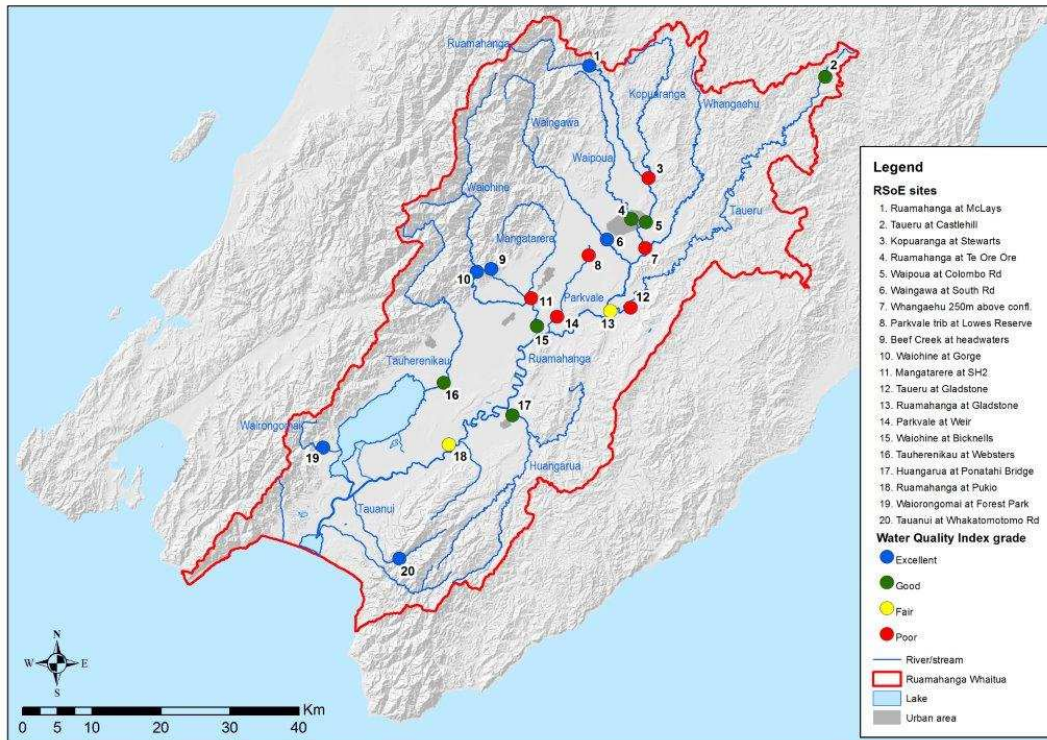 Ruamahanga
1
2
Kopuaranga
Whangaehu
Waingawa
Waipoua
3
Waiohine
Taueru
4
5
Mangatarere
6
7
8
9
10
Parkvale
11
12
13
14
15
Ruamahanga
Tauherenikau
16
17
Wairongomai
18
19
Huangarua
Tauanui
20
N
W
E
S
0 5 10 20 30 40 Km
Legend
RSoE sites
1. Ruamahanga at McLays
2. Taueru at Castlehill
3. Kopuaranga at Stewarts
4. Ruamahanga at Te Ore Ore
5. Waipoua at Colombo Rd
6. Waingawa at South Rd
7. Whangaehu 250m above confl.
8. Parkvale trib at Lowes Reserve
9. Beef Creek at headwaters
10. Waiohine at Gorge
11. Mangatarere at SH2
12. Taueru at Gladstone
13. Ruamahanga at Gladstone
14. Parkvale at Weir
15. Waiohine at Bicknells
16. Tauherenikau at Websters
17. Huangarua at Ponatahi Bridge
18. Ruamahanga at Pukio
19. Waiorongomai at Forest Park
20. Tauanui at Whakatomotomo Rd
Water Quality Index grade
Excellent
Good
Fair
Poor
River/stream
Ruamahanga Whaitua
Lake
Urban area